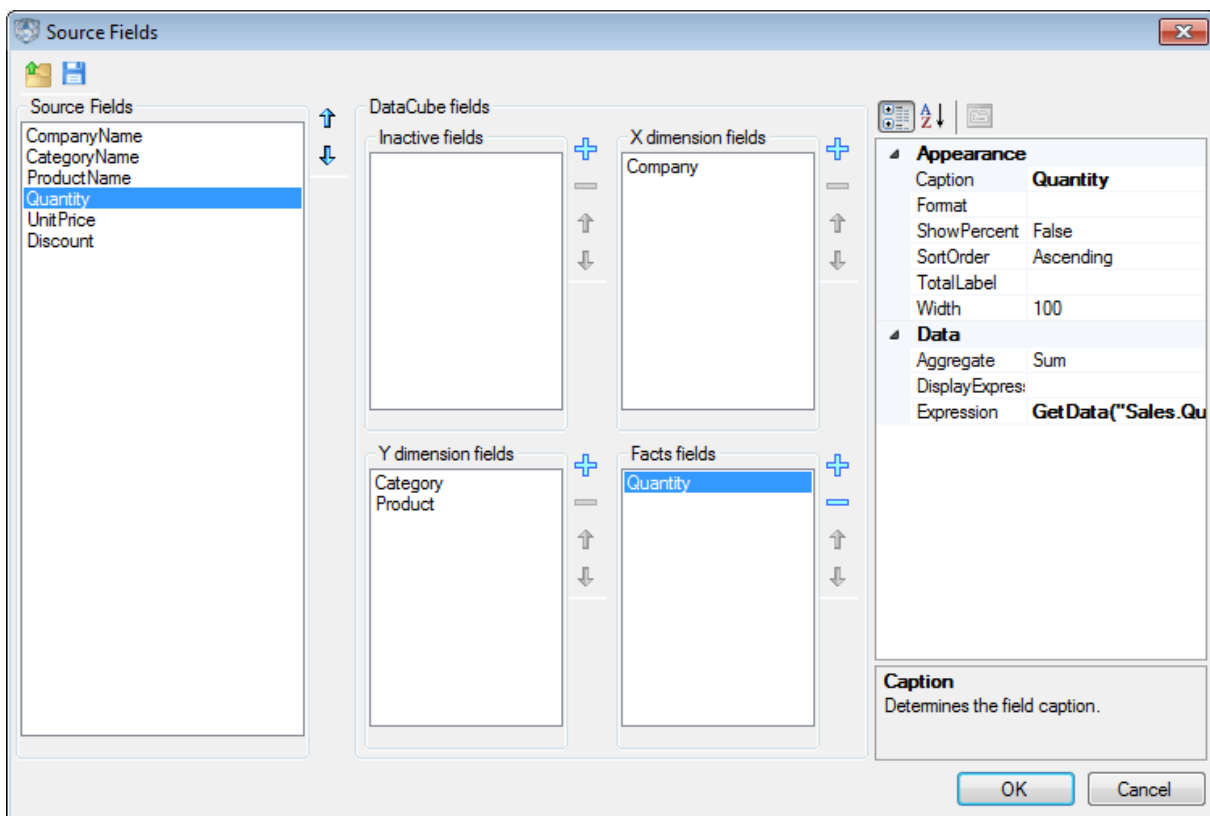 Source Fields
Source Fields
CompanyName
CategoryName
ProductName
Quantity
UnitPrice
Discount
DataCube fields
Inactive fields
X dimension fields
Company
Y dimension fields
Category
Product
Facts fields
Quantity
Appearance
Caption Quantity
Format
ShowPercent False
SortOrder Ascending
TotalLabel
Width 100
Data
Aggregate Sum
DisplayExpres
Expression GetData("Sales.Qu
Caption
Determines the field caption.
OK Cancel